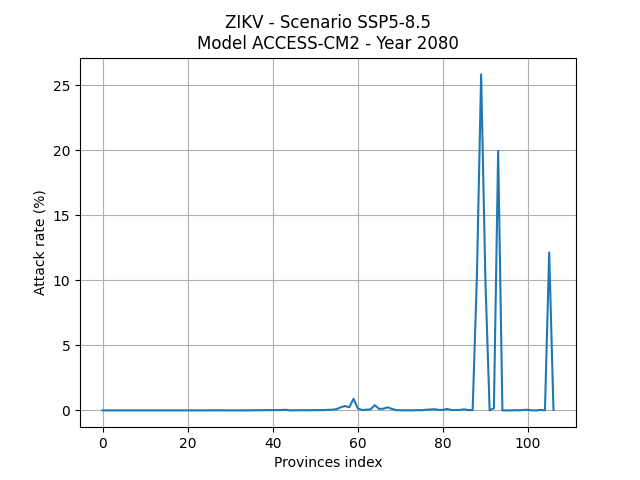 ZIKV - Scenario SSP5-8.5
Model ACCESS-CM2 - Year 2080
25
20
15
10
5
0
Attack rate (%)
0 20 40 60 80 100
Provinces index